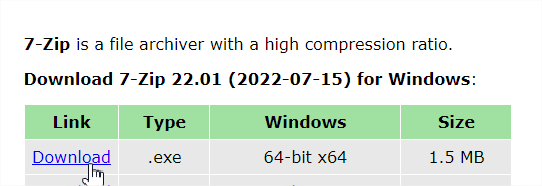 7-Zip is a file archiver with a high compression ratio.
Download 7-Zip 22.01 (2022-07-15) for Windows:
Link Type Windows Size
Download .exe 64-bit x64 1.5 MB